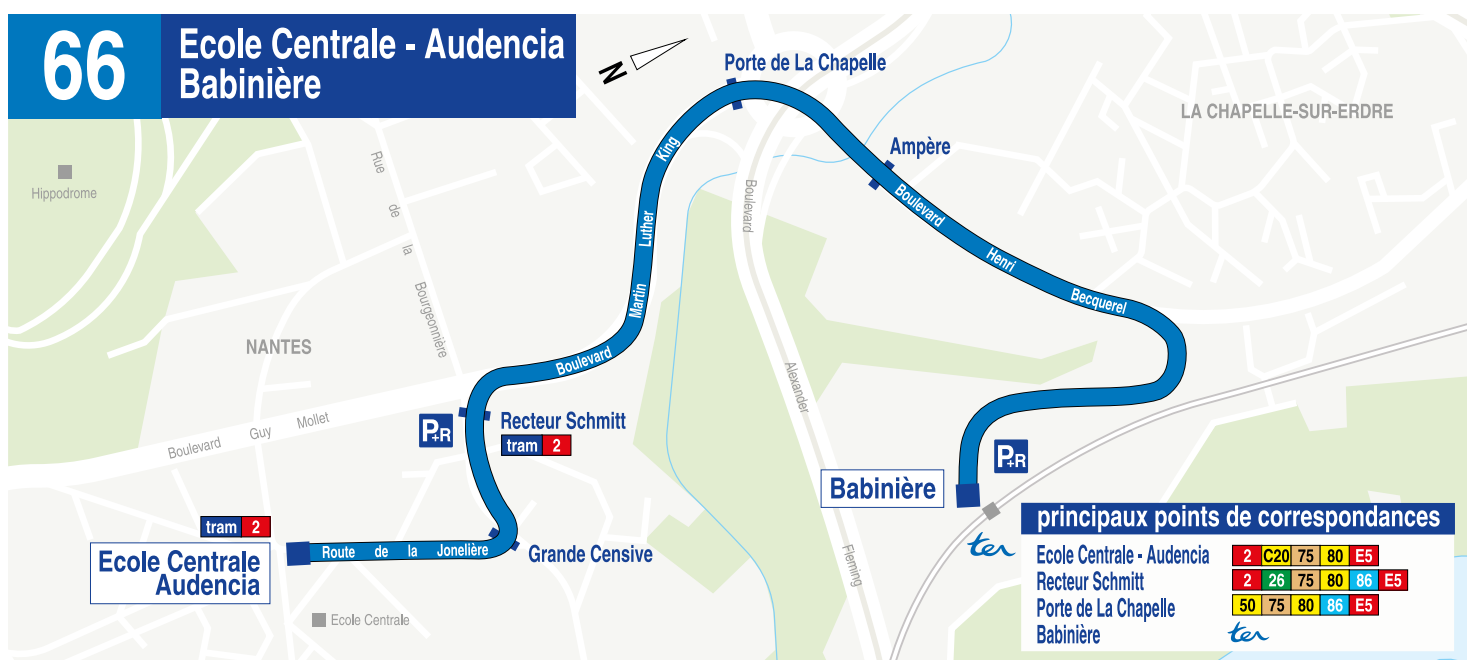 66
Ecole Centrale - Audencia
Babinière
N
Porte de La Chapelle
LA CHAPELLE-SUR-ERDRE
Ampère
Hippodrome
Rue de la Bourgeonnière
Boulevard Martin Luther King
Boulevard Alexander Fleming
Boulevard Henri Becquerel
NANTES
Boulevard Guy Mollet
P+R
Recteur Schmitt
tram 2
P+R
Babinière
ter
tram 2
Ecole Centrale
Audencia
Route de la Jonelière
Grande Censive
Ecole Centrale
principaux points de correspondances
Ecole Centrale - Audencia 2 C20 75 80 E5
Recteur Schmitt 2 26 75 80 86 E5
Porte de La Chapelle 50 75 80 86 E5
Babinière ter